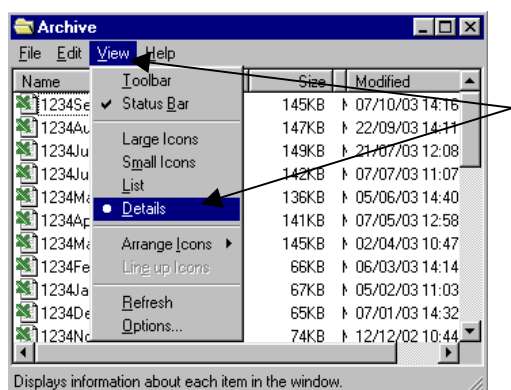 Archive
File Edit View Help
Name Size Modified
Toolbar
Status Bar
Large Icons
Small Icons
List
Details
Arrange Icons
Line up Icons
Refresh
Options...
1234Se 145KB 07/10/03 14:16
1234Au 147KB 22/09/03 14:11
1234Ju 149KB 21/07/03 12:08
1234Ju 142KB 07/07/03 11:07
1234Ma 136KB 05/06/03 14:40
1234Ap 141KB 07/05/03 12:58
1234Ma 145KB 02/04/03 10:47
1234Fe 66KB 06/03/03 14:14
1234Ja 67KB 05/02/03 11:03
1234De 65KB 07/01/03 14:32
1234No 74KB 12/12/02 10:44
Displays information about each item in the window.